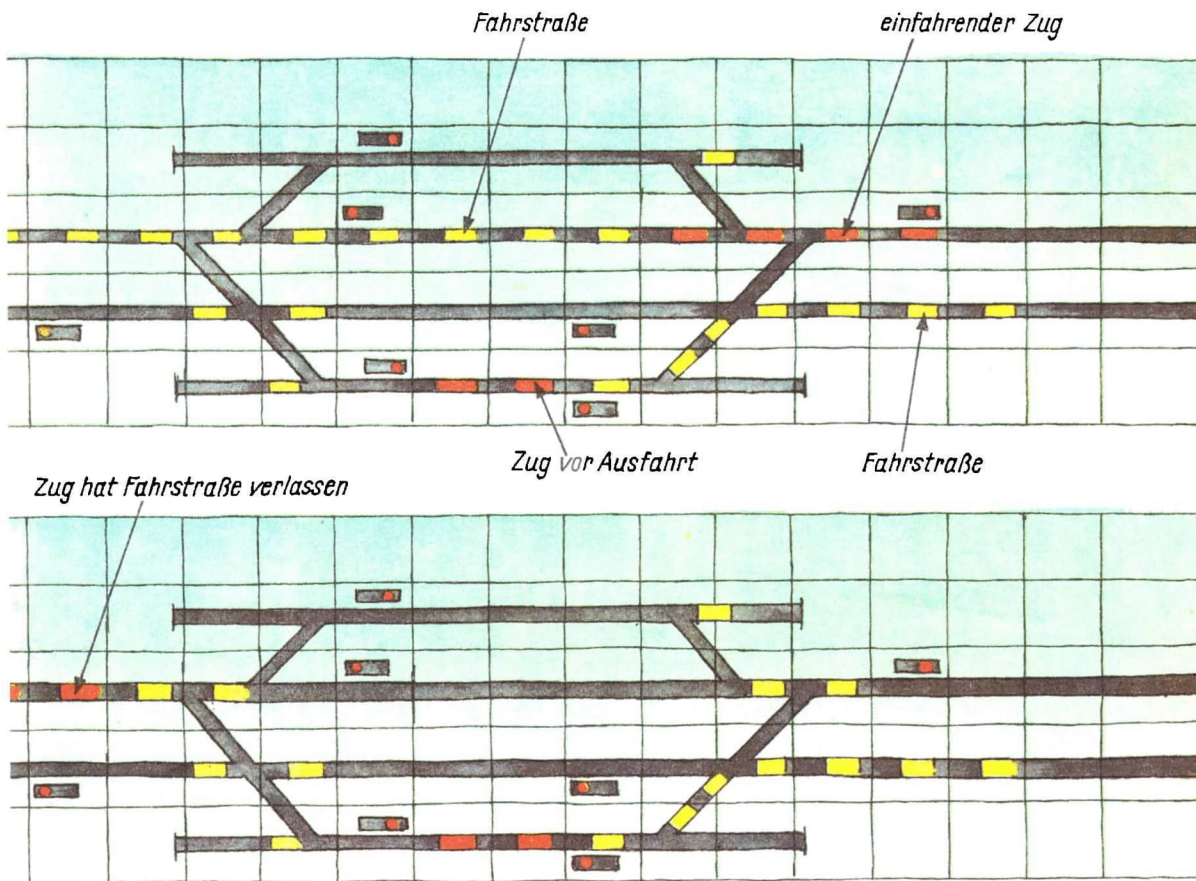 Fahrstraße
einfahrender Zug
Zug vor Ausfahrt
Fahrstraße
Zug hat Fahrstraße verlassen